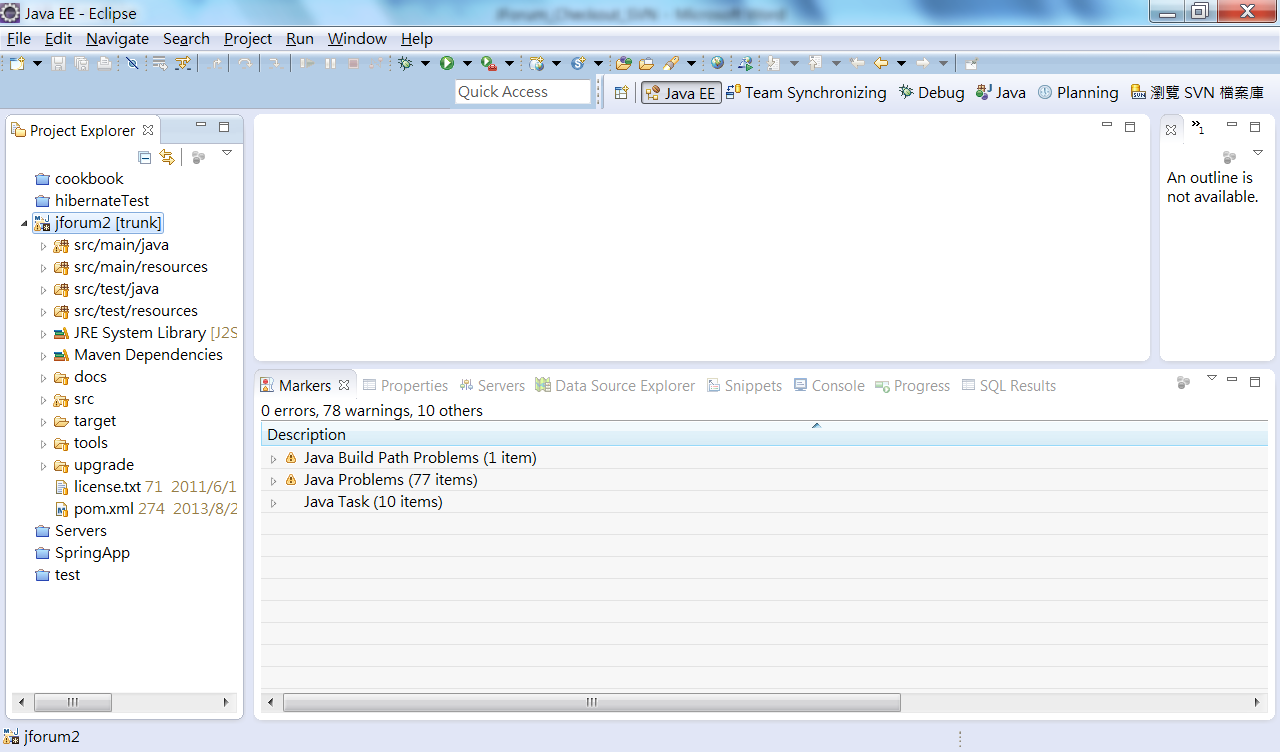 Java EE - Eclipse
File Edit Navigate Search Project Run Window Help
Quick Access
Java EE Team Synchronizing Debug Java Planning 瀏覽 SVN 檔案庫
Project Explorer
cookbook
hibernateTest
jforum2 [trunk]
src/main/java
src/main/resources
src/test/java
src/test/resources
JRE System Library [J2S
Maven Dependencies
docs
src
target
tools
upgrade
license.txt 71 2011/6/1
pom.xml 274 2013/8/2
Servers
SpringApp
test
1
An outline is
not available.
Markers Properties Servers Data Source Explorer Snippets Console Progress SQL Results
0 errors, 78 warnings, 10 others
Description
Java Build Path Problems (1 item)
Java Problems (77 items)
Java Task (10 items)
jforum2